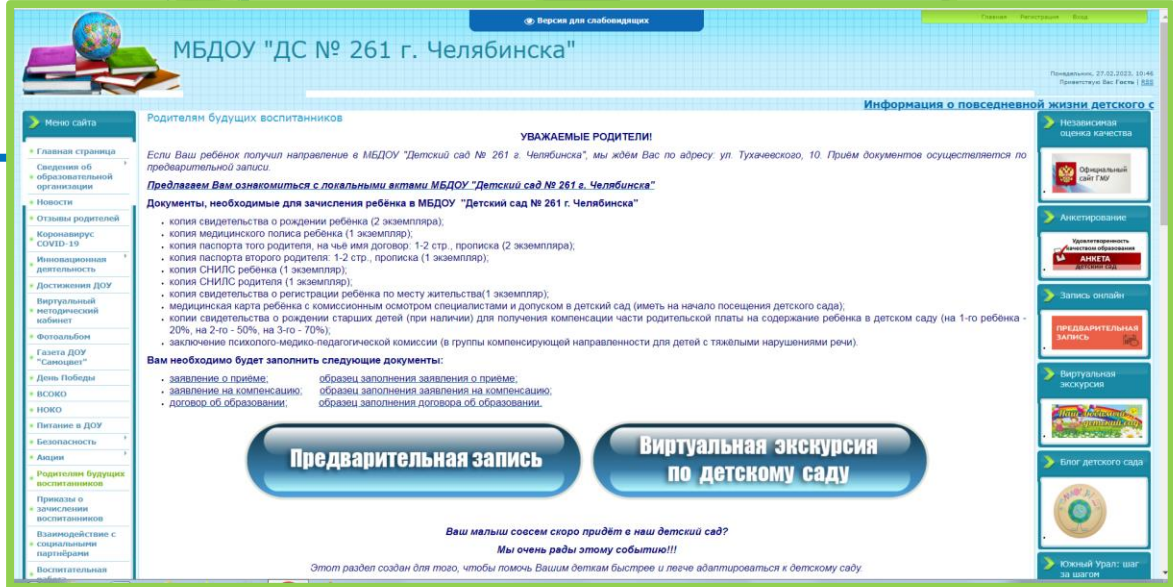 Версия для слабовидящих
Главная Регистрация Вход
МБДОУ "ДС № 261 г. Челябинска"
Понедельник, 27.02.2023, 10:46
Приветствую Вас Гость | RSS
Информация о повседневной жизни детского с
Меню сайта
Главная страница
Сведения об
образовательной
организации
Новости
Отзывы родителей
Коронавирус
COVID-19
Инновационная
деятельность
Достижения ДОУ
Виртуальный
методический
кабинет
Фотоальбом
Газета ДОУ
"Самоцвет"
День Победы
ВСОКО
НОКО
Питание в ДОУ
Безопасность
Акции
Родителям будущих
воспитанников
Приказы о
зачислении
воспитанников
Взаимодействие с
социальными
партнёрами
Воспитательная
работа
Родителям будущих воспитанников
УВАЖАЕМЫЕ РОДИТЕЛИ!
Если Ваш ребёнок получил направление в МБДОУ "Детский сад № 261 г. Челябинска", мы ждём Вас по адресу: ул. Тухачевского, 10. Приём документов осуществляется по
предварительной записи.
Предлагаем Вам ознакомиться с локальными актами МБДОУ "Детский сад № 261 г. Челябинска"
Документы, необходимые для зачисления ребёнка в МБДОУ "Детский сад № 261 г. Челябинска"
копия свидетельства о рождении ребёнка (2 экземпляра);
копия медицинского полиса ребёнка (1 экземпляр);
копия паспорта того родителя, на чьё имя договор: 1-2 стр., прописка (2 экземпляра);
копия паспорта второго родителя: 1-2 стр., прописка (1 экземпляр);
копия СНИЛС ребёнка (1 экземпляр);
копия СНИЛС родителя (1 экземпляр);
копия свидетельства о регистрации ребёнка по месту жительства(1 экземпляр);
медицинская карта ребёнка с комиссионным осмотром специалистами и допуском в детский сад (иметь на начало посещения детского сада);
копии свидетельства о рождении старших детей (при наличии) для получения компенсации части родительской платы на содержание ребёнка в детском саду (на 1-го ребёнка -
20%, на 2-го - 50%, на 3-го - 70%);
заключение психолого-медико-педагогической комиссии (в группы компенсирующей направленности для детей с тяжёлыми нарушениями речи).
Вам необходимо будет заполнить следующие документы:
заявление о приёме; образец заполнения заявления о приёме;
заявление на компенсацию; образец заполнения заявления на компенсацию;
договор об образовании; образец заполнения договора об образовании.
Предварительная запись
Виртуальная экскурсия
по детскому саду
Ваш малыш совсем скоро придёт в наш детский сад?
Мы очень рады этому событию!!!
Этот раздел создан для того, чтобы помочь Вашим деткам быстрее и легче адаптироваться к детскому саду.
Независимая
оценка качества
Официальный
сайт ГМУ
Анкетирование
Удовлетворенность
качеством образования
АНКЕТА
детский сад
Запись онлайн
ПРЕДВАРИТЕЛЬНАЯ
ЗАПИСЬ
Виртуальная
экскурсия
Наш любимый
детский сад
Блог детского сада
Южный Урал: шаг
за шагом